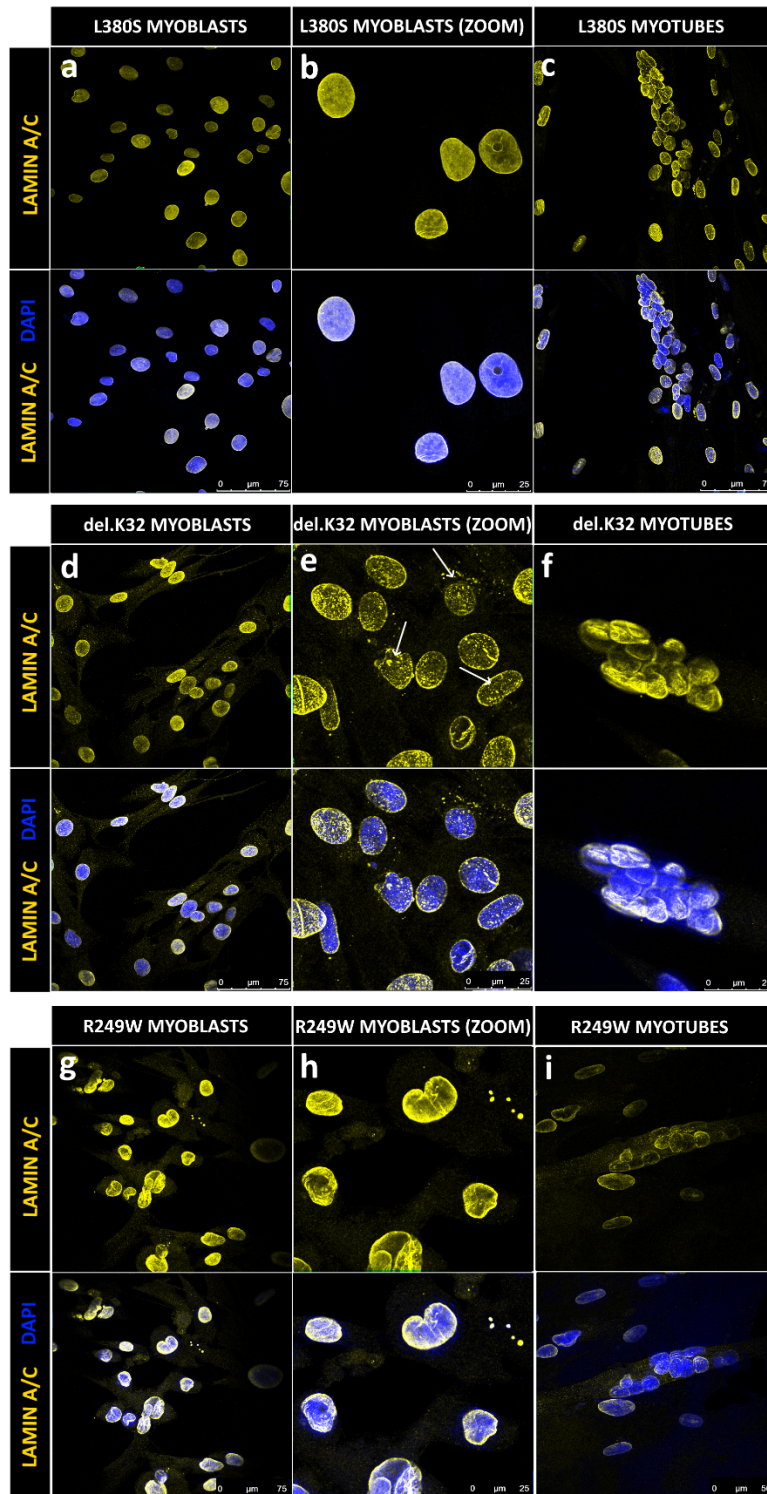 L380S MYOBLASTS
L380S MYOBLASTS (ZOOM)
L380S MYOTUBES
LAMIN A/C
a
b
c
LAMIN A/C DAPI
0 µm 75
0 µm 25
0 µm 75
del.K32 MYOBLASTS
del.K32 MYOBLASTS (ZOOM)
del.K32 MYOTUBES
LAMIN A/C
d
e
f
LAMIN A/C DAPI
0 µm 75
0 µm 25
0 µm
R249W MYOBLASTS
R249W MYOBLASTS (ZOOM)
R249W MYOTUBES
LAMIN A/C
g
h
i
LAMIN A/C DAPI
0 µm 75
0 µm 25
0 µm